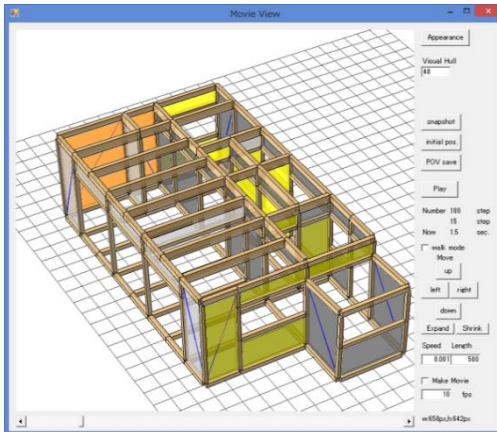 Movie View
Appearance
Visual Hull
60
snapshot
initial pos.
POV save
Play
Number 100 step
15 step
Now 1.5 sec.
walk mode
Move
up
left right
down
Expand Shrink
Speed Length
0.001 500
Make Movie
10 fps
w:658px,h:642px